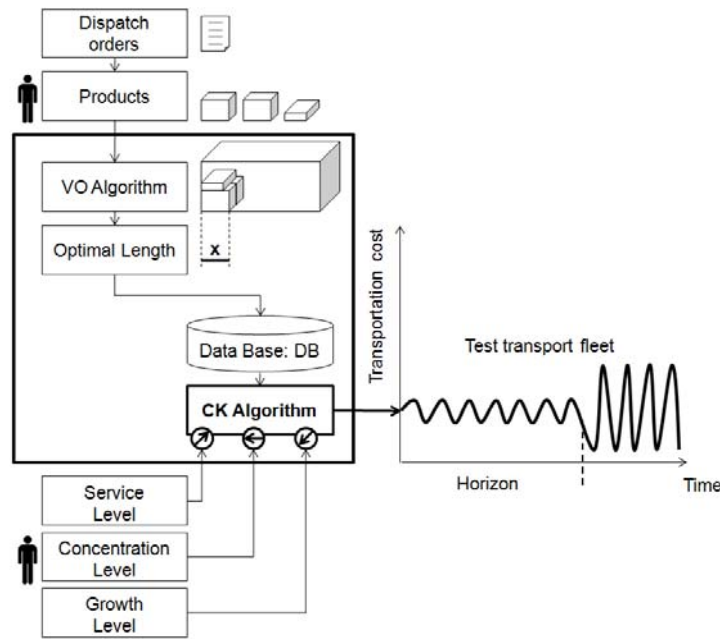 Dispatch
orders
Products
VO Algorithm
Optimal Length
x
Data Base: DB
CK Algorithm
Service
Level
Concentration
Level
Growth
Level
Transportation cost
Test transport fleet
Horizon
Time